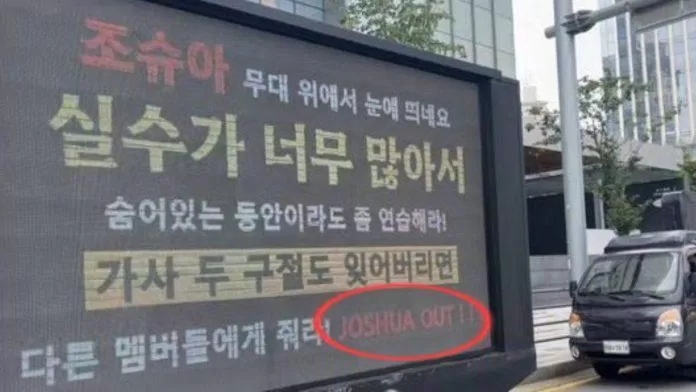 조슈아 무대 위에서 눈에 띄네요
실수가 너무 많아서
숨어있는 동안이라도 좀 연습해라!
가사 두 구절도 잊어버리면
다른 멤버들에게 줘라! JOSHUA OUT!!